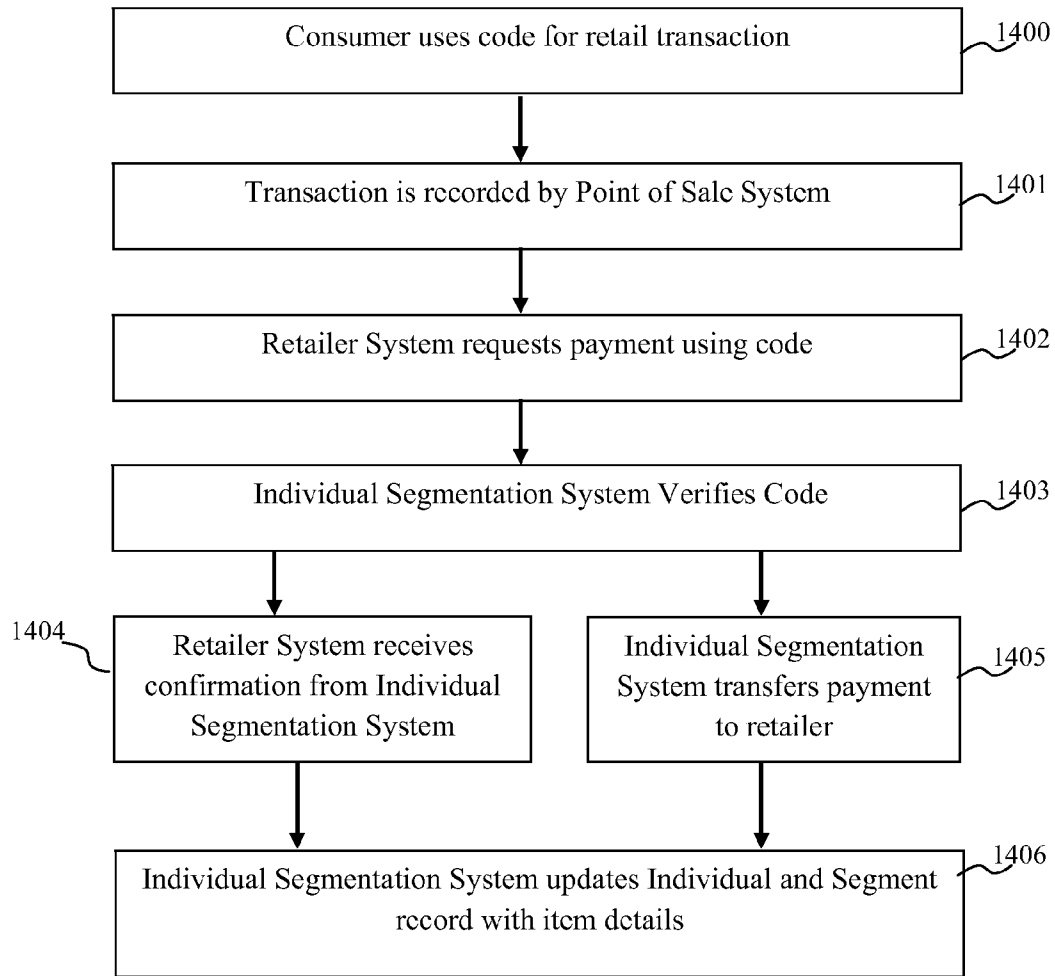 Consumer uses code for retail transaction
1400
Transaction is recorded by Point of Sale System
1401
Retailer System requests payment using code
1402
Individual Segmentation System Verifies Code
1403
1404
Retailer System receives
confirmation from Individual
Segmentation System
Individual Segmentation
System transfers payment
to retailer
1405
Individual Segmentation System updates Individual and Segment
record with item details
1406